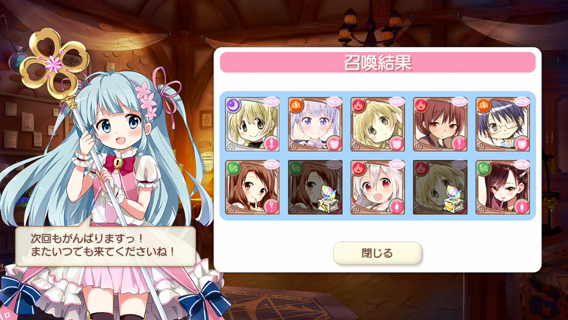 召喚結果
次回もがんばりますっ！
またいつでも来てくださいね！
閉じる